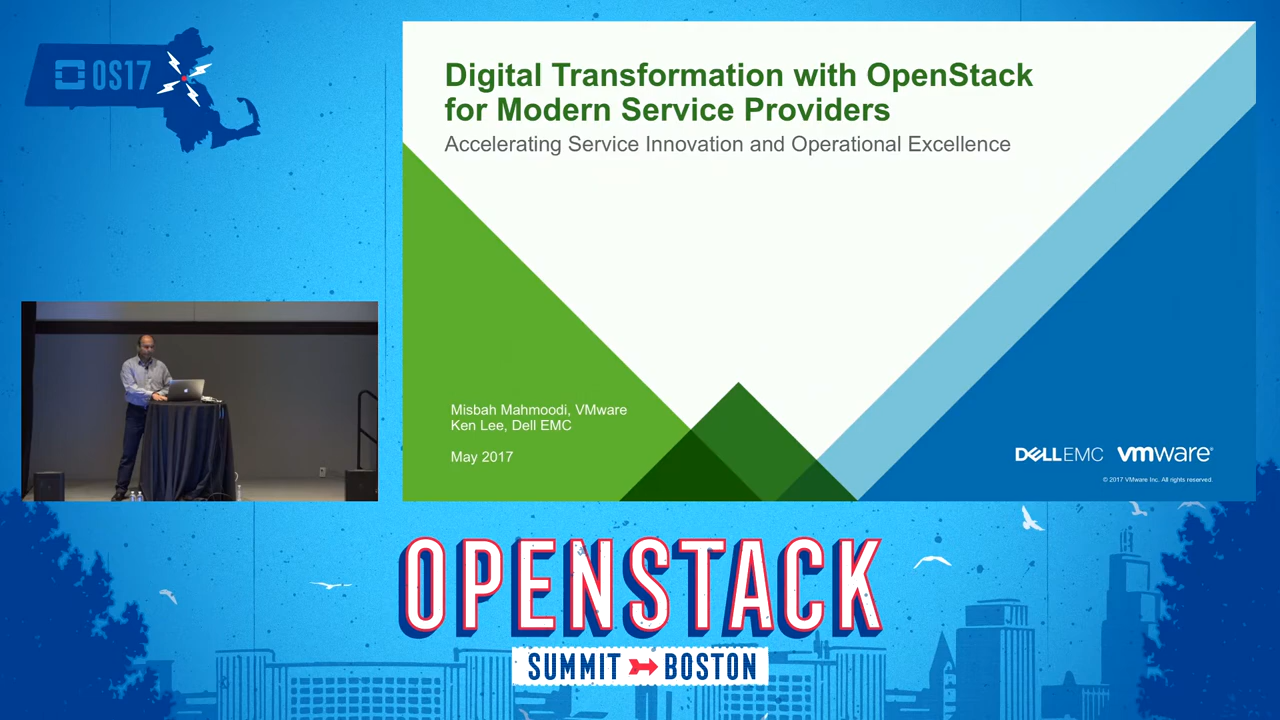 OS17
Digital Transformation with OpenStack
for Modern Service Providers
Accelerating Service Innovation and Operational Excellence
Misbah Mahmoodi, VMware
Ken Lee, Dell EMC
May 2017
DELLEMC vmware®
© 2017 VMware Inc. All rights reserved.
OPENSTACK
SUMMIT BOSTON